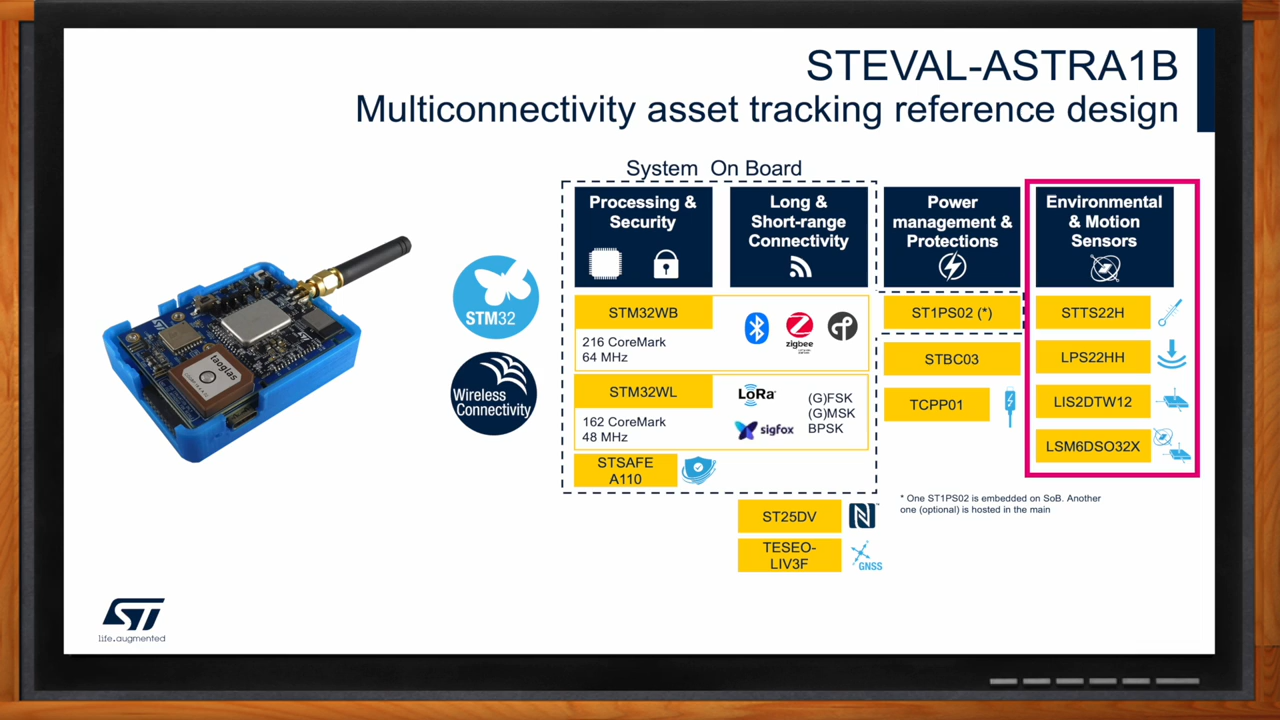 STEVAL-ASTRA1B
Multiconnectivity asset tracking reference design
System On Board
Processing &
Security
Long &
Short-range
Connectivity
Power
management &
Protections
Environmental
& Motion
Sensors
STM32
Wireless
Connectivity
STM32WB
216 CoreMark
64 MHz
zigbee
STM32WL
162 CoreMark
48 MHz
LoRa
sigfox
(G)FSK
(G)MSK
BPSK
STSAFE
A110
ST25DV
TESEO-
LIV3F
GNSS
ST1PS02 (*)
STBC03
TCPP01
STTS22H
LPS22HH
LIS2DTW12
LSM6DSO32X
* One ST1PS02 is embedded on SoB. Another
one (optional) is hosted in the main
taoglas
ST
life.augmented